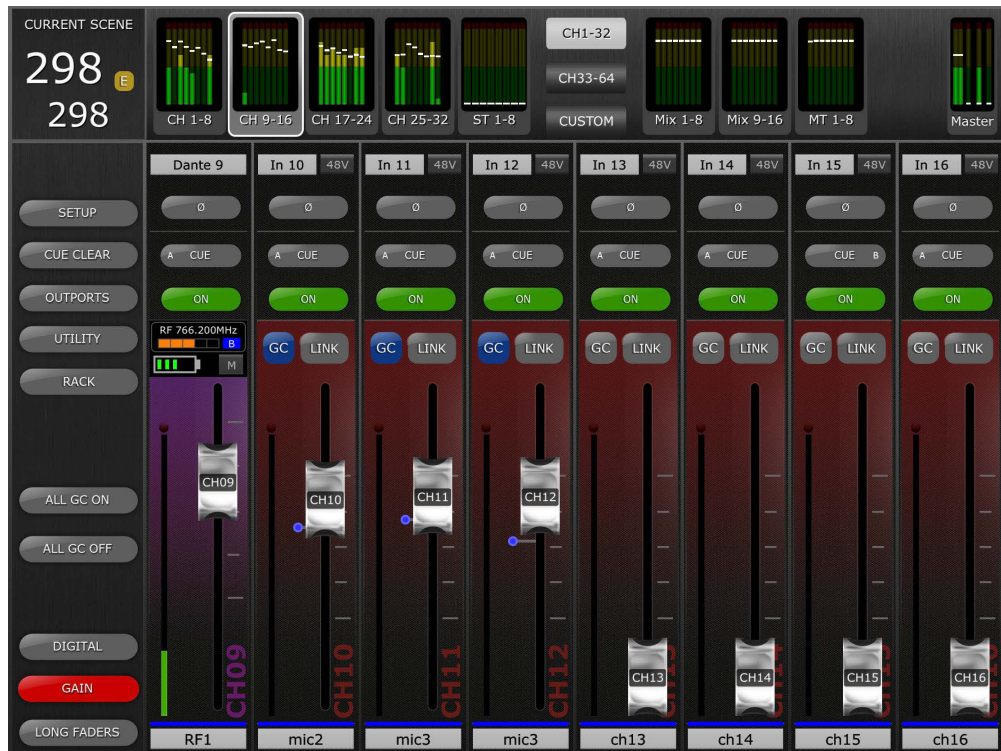 CURRENT SCENE
298 E
298
CH 1-8
CH 9-16
CH 17-24
CH 25-32
ST 1-8
CH1-32
CH33-64
CUSTOM
Mix 1-8
Mix 9-16
MT 1-8
Master
SETUP
CUE CLEAR
OUTPORTS
UTILITY
RACK
ALL GC ON
ALL GC OFF
DIGITAL
GAIN
LONG FADERS
Dante 9
In 10 48V
In 11 48V
In 12 48V
In 13 48V
In 14 48V
In 15 48V
In 16 48V
Ø Ø Ø Ø Ø Ø Ø Ø
A CUE
A CUE
A CUE
A CUE
A CUE
A CUE
CUE B
A CUE
ON ON ON ON ON ON ON ON
RF 766.200MHz
B
M
GC LINK
GC LINK
GC LINK
GC LINK
GC LINK
GC LINK
GC LINK
CH09
CH10
CH11
CH12
CH13
CH14
CH15
CH16
CH09
CH10
CH11
CH12
RF1
mic2
mic3
mic3
ch13
ch14
ch15
ch16